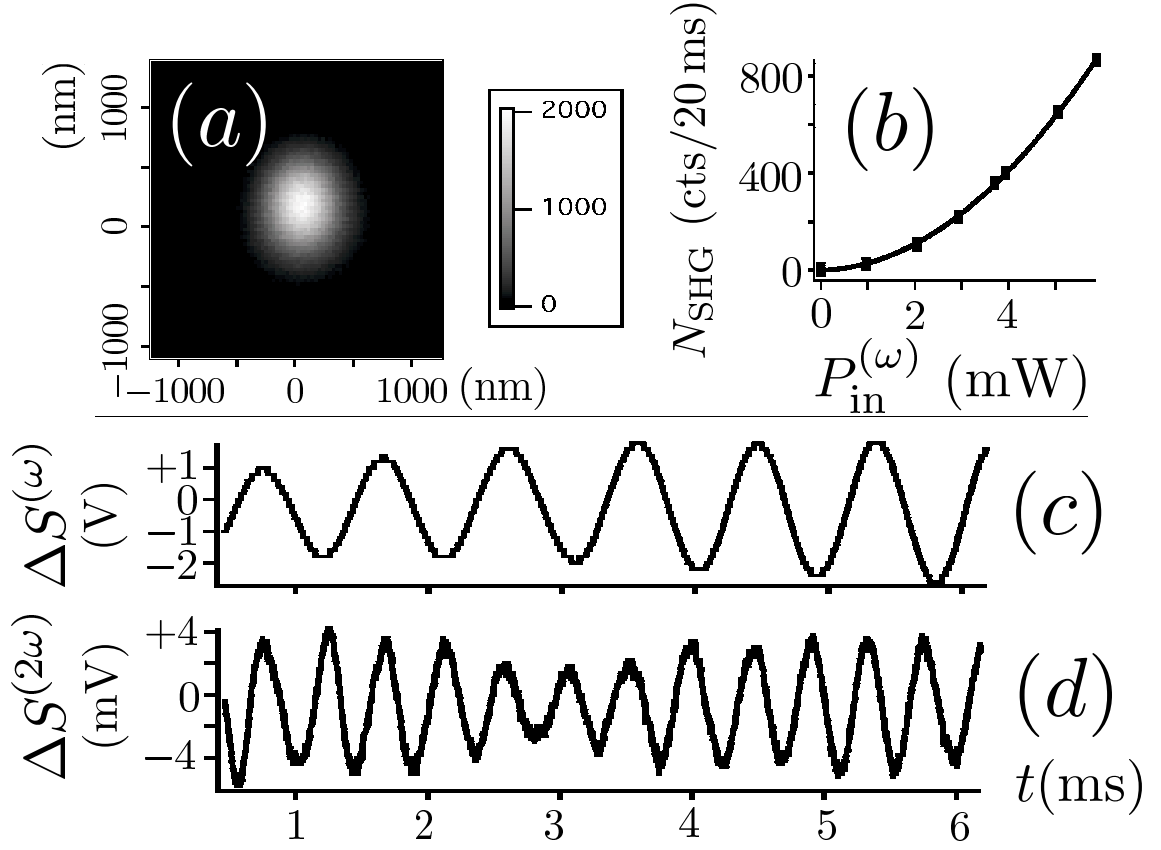 (a)
(nm)
1000
0
1000
−1000 0 1000 (nm)
2000
1000
0
(b)
N_SHG (cts/20 ms)
800
400
0
0 2 4
P_in^(ω) (mW)
(c)
ΔS^(ω)
(V)
+1
0
−1
−2
(d)
ΔS^(2ω)
(mV)
+4
0
−4
1 2 3 4 5 6
t(ms)